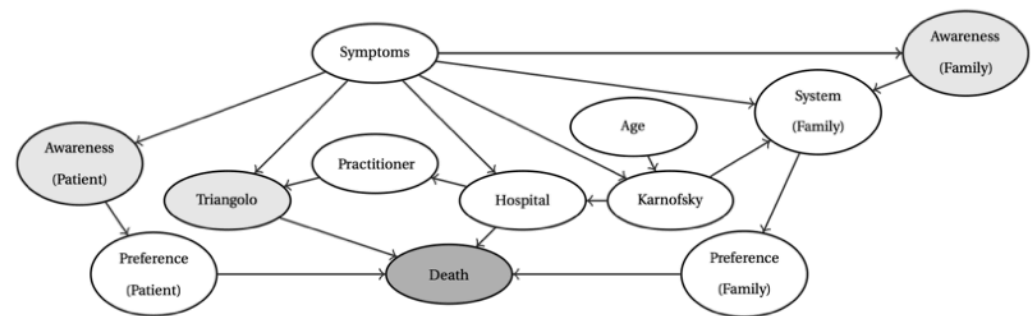 Symptoms
Awareness
(Family)
System
(Family)
Age
Awareness
(Patient)
Practitioner
Triangolo
Hospital
Karnofsky
Preference
(Patient)
Death
Preference
(Family)